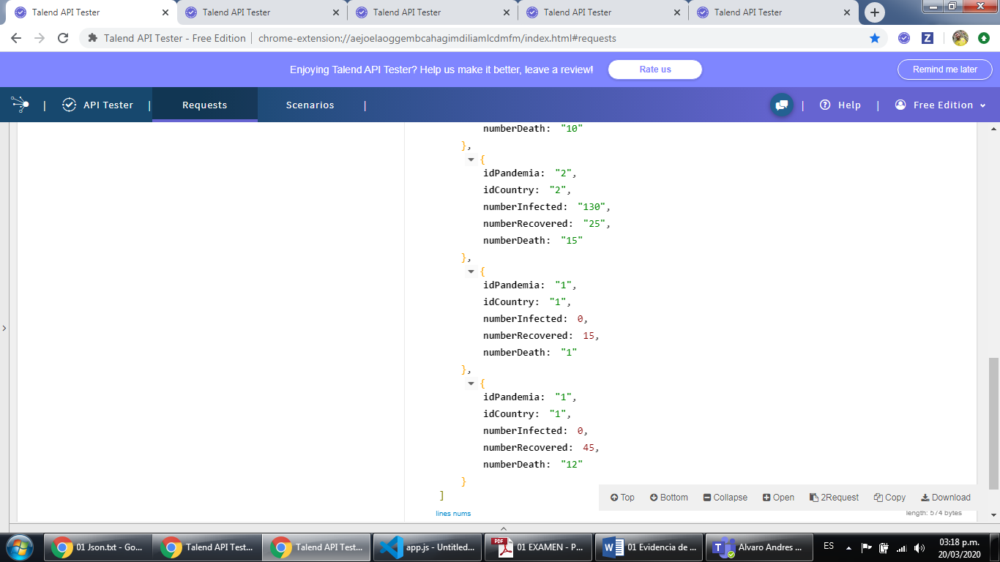 Talend API Tester
Talend API Tester
Talend API Tester
Talend API Tester
Talend API Tester
Talend API Tester - Free Edition | chrome-extension://aejoelaoggembcahagimdiliamlcdmfm/index.html#requests
Enjoying Talend API Tester? Help us make it better, leave a review!
Rate us
Remind me later
API Tester
Requests
Scenarios
Help
Free Edition
numberDeath: "10"
},
{
idPandemia: "2",
idCountry: "2",
numberInfected: "130",
numberRecovered: "25",
numberDeath: "15"
},
{
idPandemia: "1",
idCountry: "1",
numberInfected: 0,
numberRecovered: 15,
numberDeath: "1"
},
{
idPandemia: "1",
idCountry: "1",
numberInfected: 0,
numberRecovered: 45,
numberDeath: "12"
}
]
Top Bottom Collapse Open 2Request Copy Download
lines nums
length: 574 bytes
01 Json.txt - Go...
Talend API Test...
Talend API Test...
app.js - Untitled...
01 EXAMEN - P...
01 Evidencia de ...
Alvaro Andres ...
ES
03:18 p.m.
20/03/2020